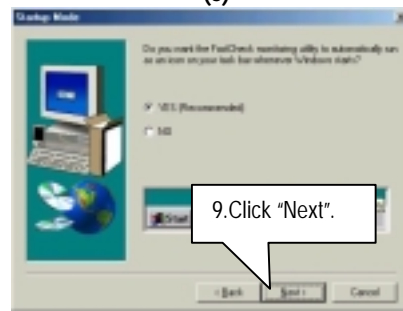 Startup Mode
Do you want the FastCheck monitoring utility to automatically run
as an icon on your task bar whenever Windows starts?
YES (Recommended)
NO
Start
9.Click “Next”.
< Back
Next >
Cancel